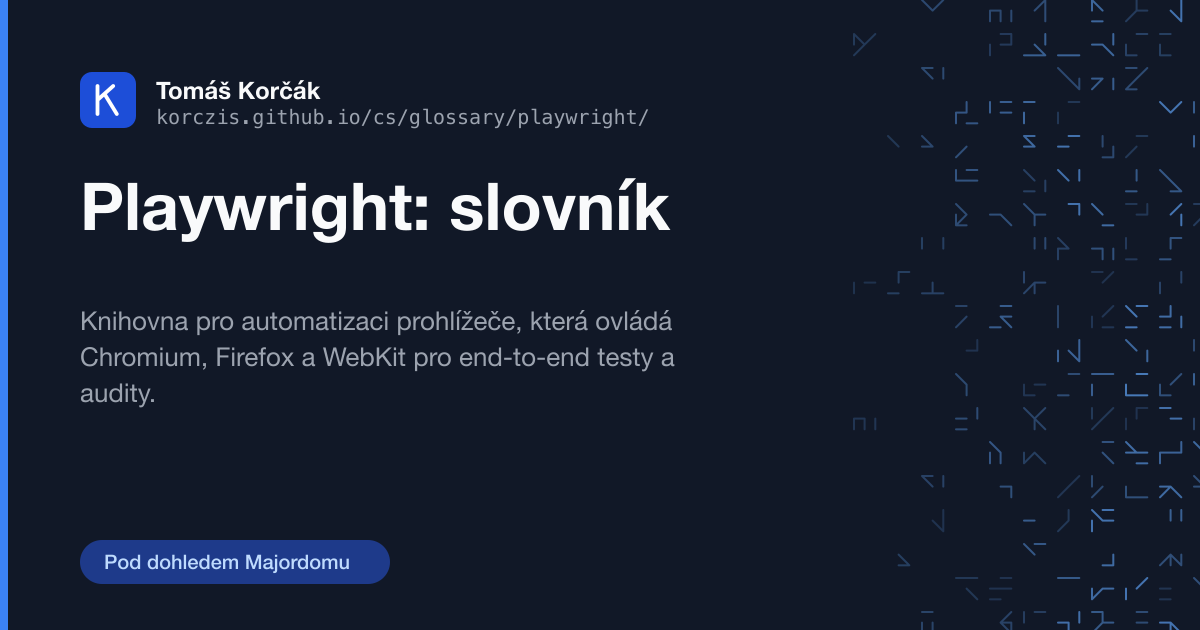 K
Tomáš Korčák
korczis.github.io/cs/glossary/playwright/
Playwright: slovník
Knihovna pro automatizaci prohlížeče, která ovládá
Chromium, Firefox a WebKit pro end-to-end testy a
audity.
Pod dohledem Majordomu